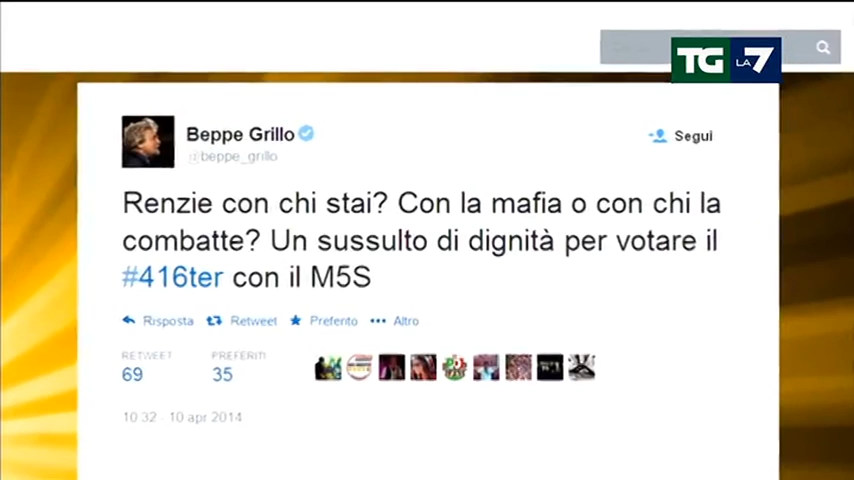 TG LA 7
Beppe Grillo
@beppe_grillo
Segui
Renzie con chi stai? Con la mafia o con chi la
combatte? Un sussulto di dignità per votare il
#416ter con il M5S
Risposta Retweet Preferito Altro
RETWEET PREFERITI
69 35
10:32 - 10 apr 2014